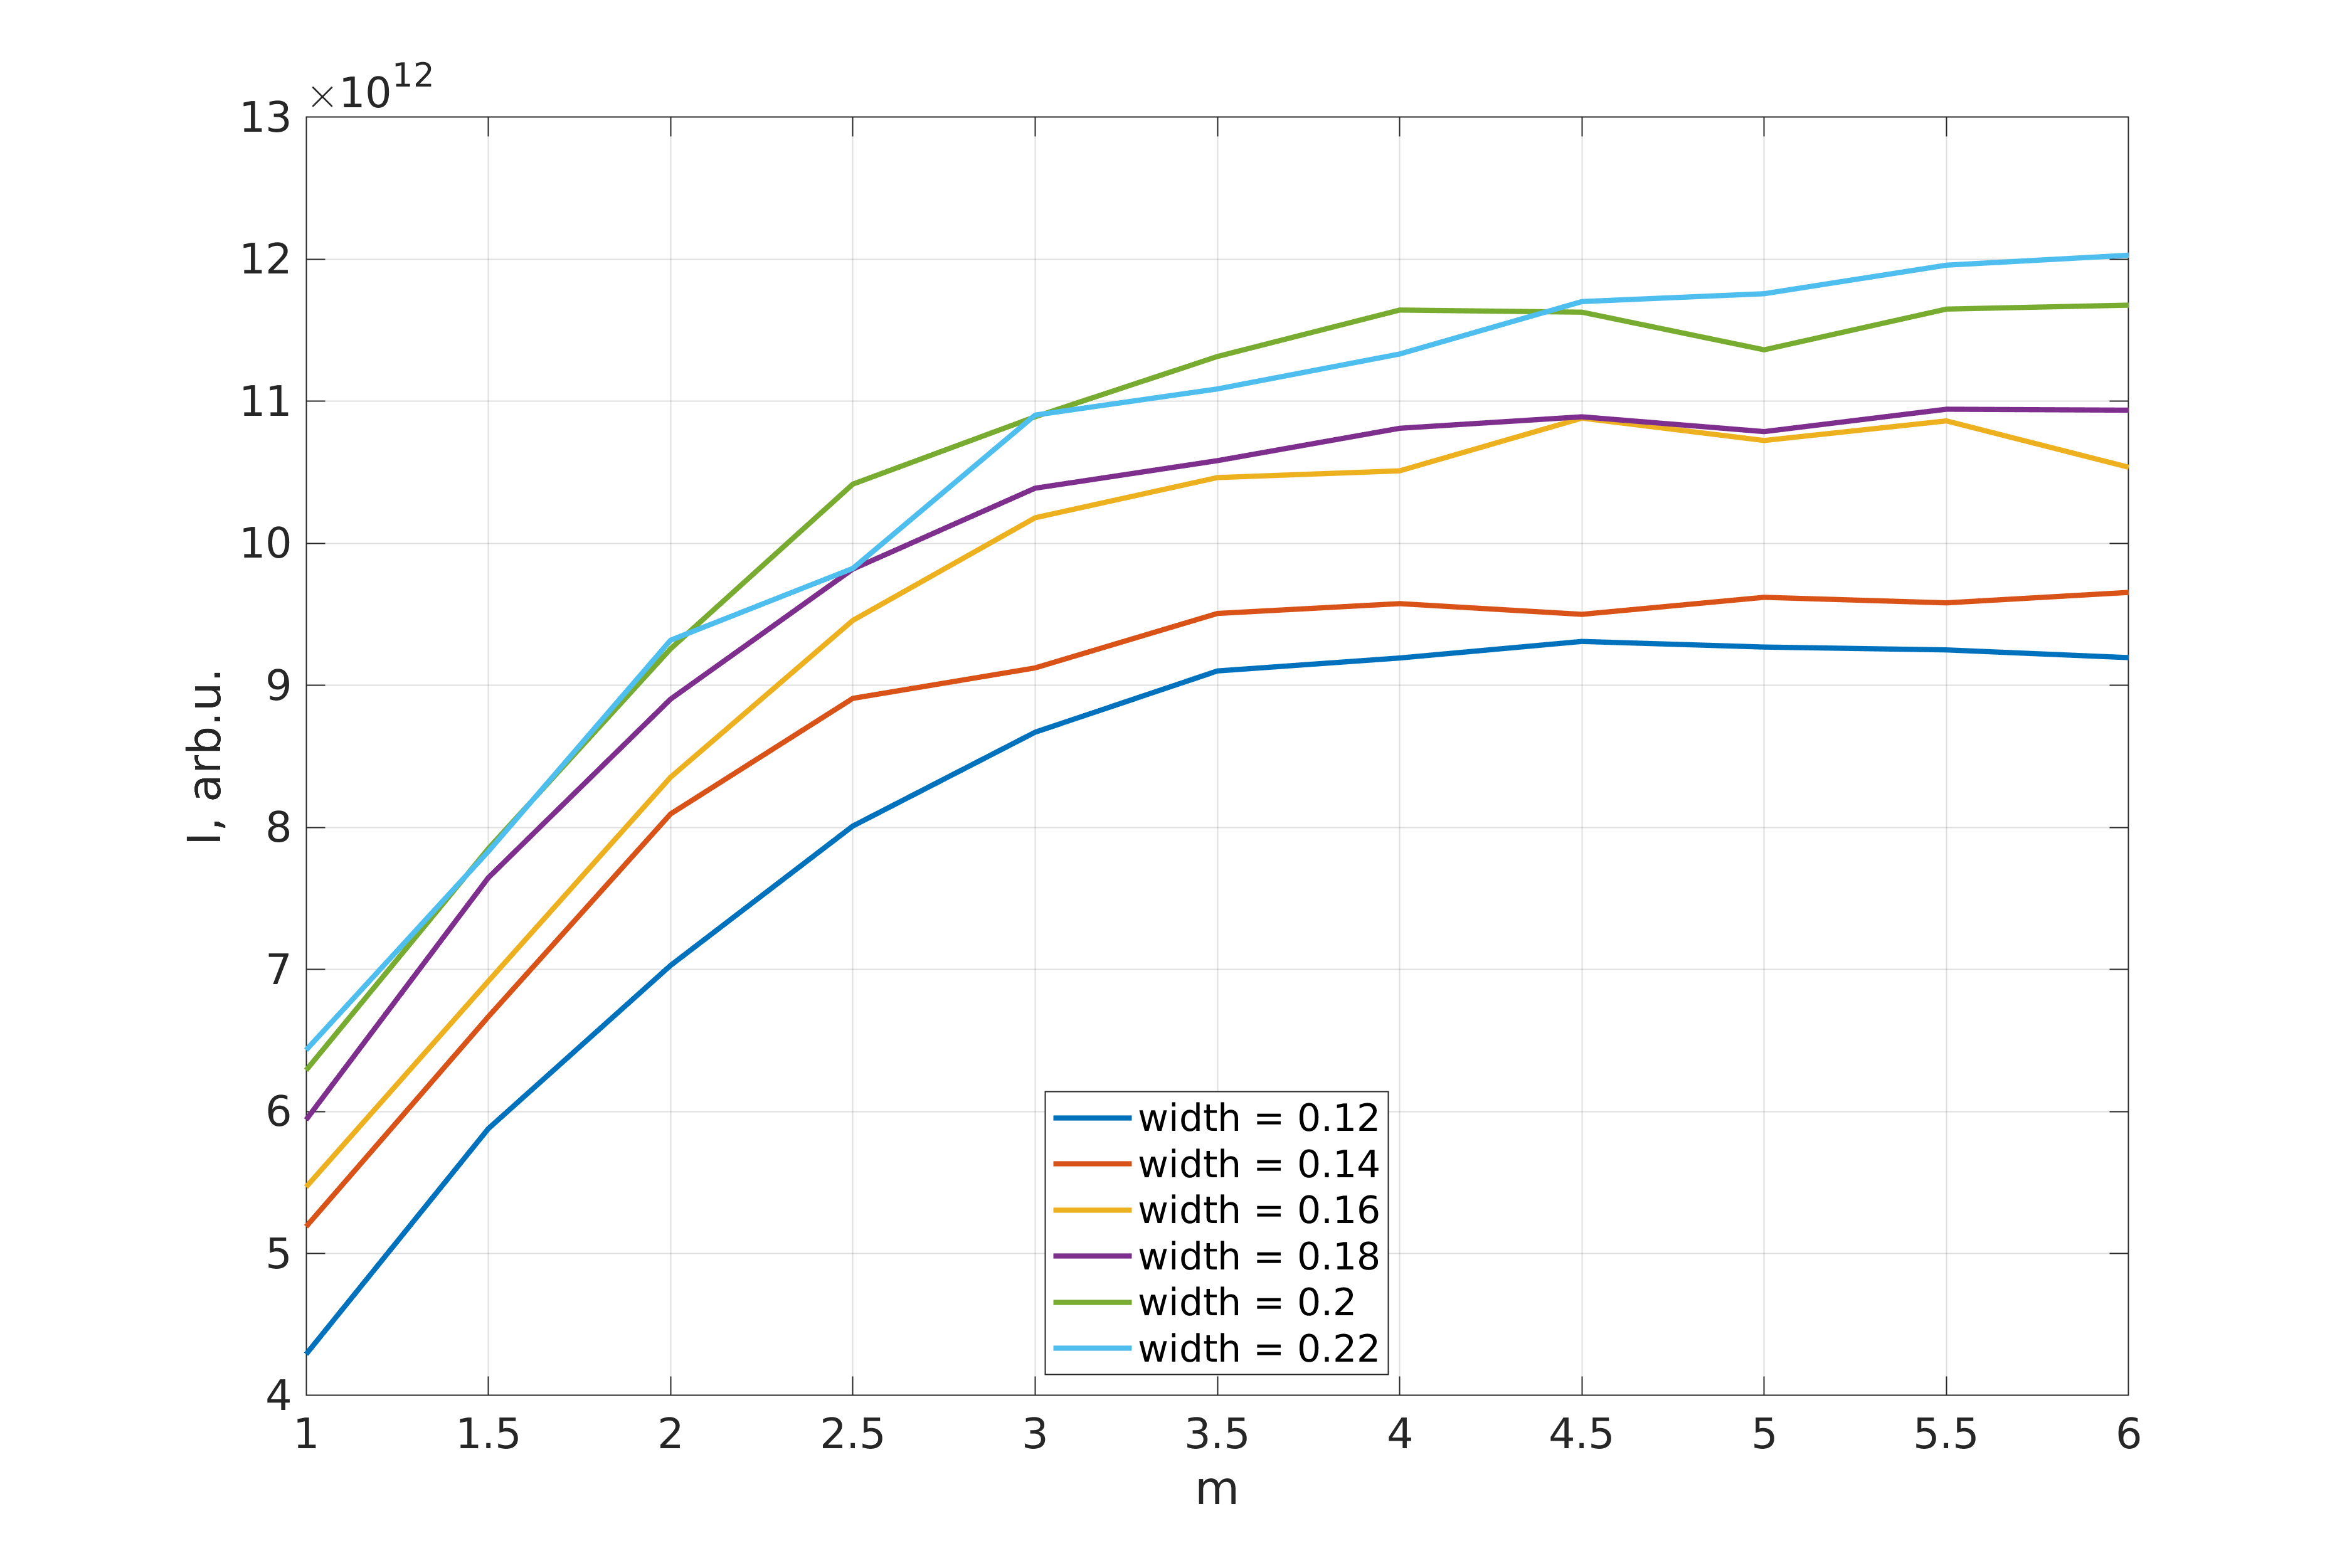 ×10^12
13
12
11
10
9
8
7
6
5
4
I, arb.u.
width = 0.12
width = 0.14
width = 0.16
width = 0.18
width = 0.2
width = 0.22
1 1.5 2 2.5 3 3.5 4 4.5 5 5.5 6
m